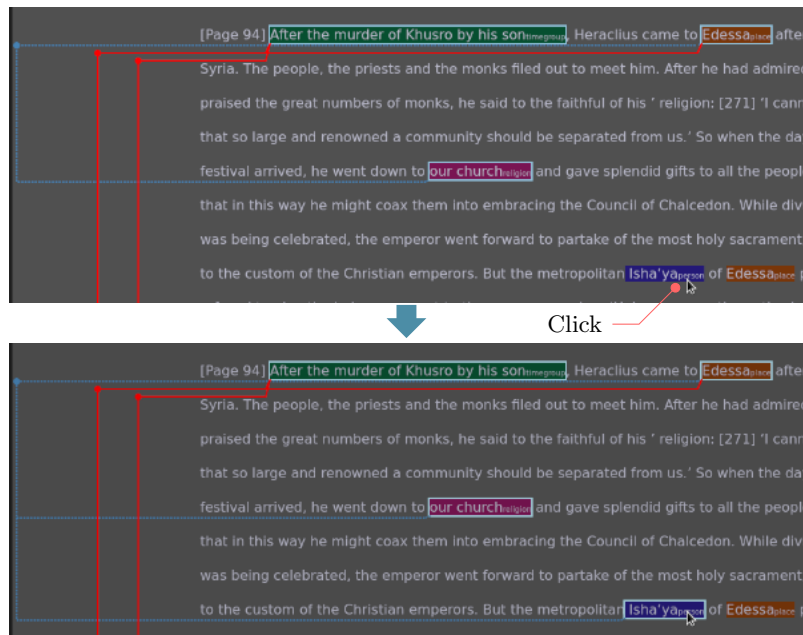 [Page 94] After the murder of Khusro by his son timegroup, Heraclius came to Edessa place afte
Syria. The people, the priests and the monks filed out to meet him. After he had admire
praised the great numbers of monks, he said to the faithful of his ‘ religion: [271] ‘I can
that so large and renowned a community should be separated from us.’ So when the da
festival arrived, he went down to our church religion and gave splendid gifts to all the peopl
that in this way he might coax them into embracing the Council of Chalcedon. While div
was being celebrated, the emperor went forward to partake of the most holy sacrament
to the custom of the Christian emperors. But the metropolitan Isha'ya person of Edessa place
Click
[Page 94] After the murder of Khusro by his son timegroup, Heraclius came to Edessa place afte
Syria. The people, the priests and the monks filed out to meet him. After he had admire
praised the great numbers of monks, he said to the faithful of his ‘ religion: [271] ‘I can
that so large and renowned a community should be separated from us.’ So when the da
festival arrived, he went down to our church religion and gave splendid gifts to all the peopl
that in this way he might coax them into embracing the Council of Chalcedon. While div
was being celebrated, the emperor went forward to partake of the most holy sacrament
to the custom of the Christian emperors. But the metropolitan Isha'ya person of Edessa place